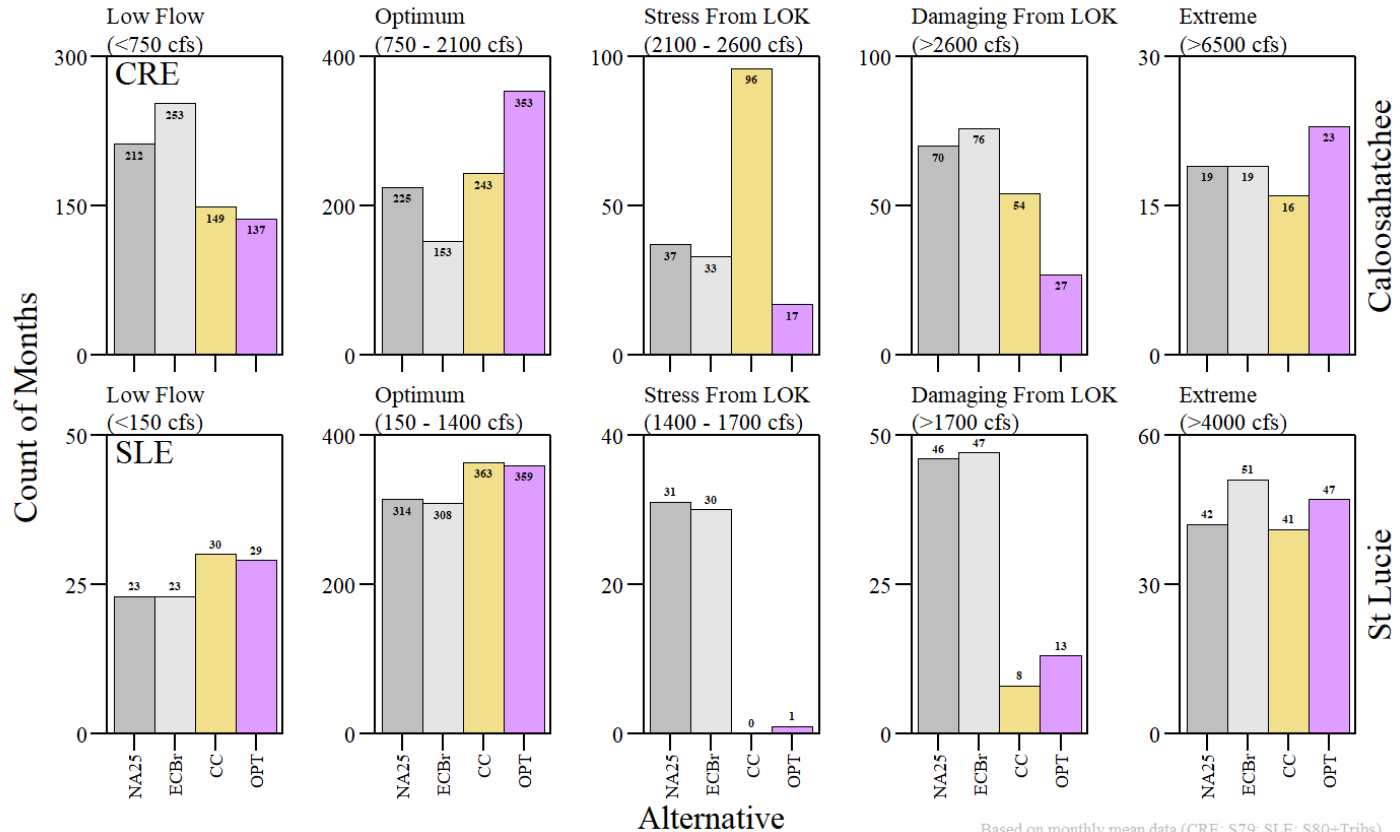 Low Flow
(<750 cfs)
Optimum
(750 - 2100 cfs)
Stress From LOK
(2100 - 2600 cfs)
Damaging From LOK
(>2600 cfs)
Extreme
(>6500 cfs)
300
150
0
CRE
212
253
149
137
400
200
0
225
153
243
353
100
50
0
37
33
96
17
100
50
0
70
76
54
27
30
15
0
19
19
16
23
Caloosahatchee
Count of Months
Low Flow
(<150 cfs)
Optimum
(150 - 1400 cfs)
Stress From LOK
(1400 - 1700 cfs)
Damaging From LOK
(>1700 cfs)
Extreme
(>4000 cfs)
50
25
0
SLE
23
23
30
29
400
200
0
314
308
363
359
40
20
0
31
30
0
1
50
25
0
46
47
8
13
60
30
0
42
51
41
47
St Lucie
NA25
ECBr
CC
OPT
NA25
ECBr
CC
OPT
NA25
ECBr
CC
OPT
NA25
ECBr
CC
OPT
NA25
ECBr
CC
OPT
Alternative
Based on monthly mean data (CRE: S79; SLE: S80+Tribs)